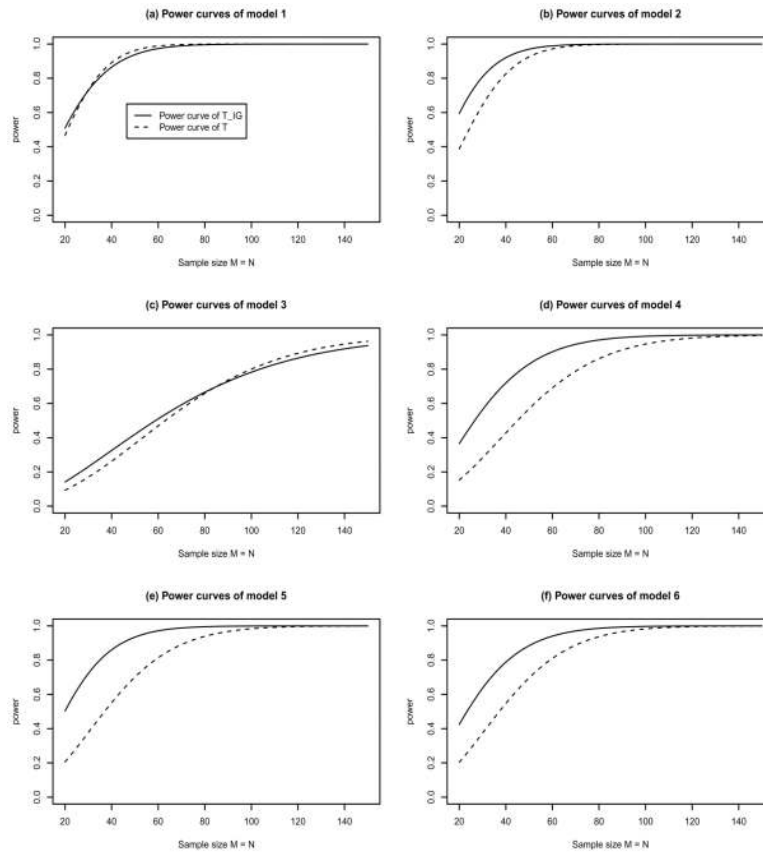 (a) Power curves of model 1
power
0.0 0.2 0.4 0.6 0.8 1.0
Power curve of T_IG
Power curve of T
20 40 60 80 100 120 140
Sample size M = N
(b) Power curves of model 2
power
0.0 0.2 0.4 0.6 0.8 1.0
20 40 60 80 100 120 140
Sample size M = N
(c) Power curves of model 3
power
0.0 0.2 0.4 0.6 0.8 1.0
20 40 60 80 100 120 140
Sample size M = N
(d) Power curves of model 4
power
0.0 0.2 0.4 0.6 0.8 1.0
20 40 60 80 100 120 140
Sample size M = N
(e) Power curves of model 5
power
0.0 0.2 0.4 0.6 0.8 1.0
20 40 60 80 100 120 140
Sample size M = N
(f) Power curves of model 6
power
0.0 0.2 0.4 0.6 0.8 1.0
20 40 60 80 100 120 140
Sample size M = N